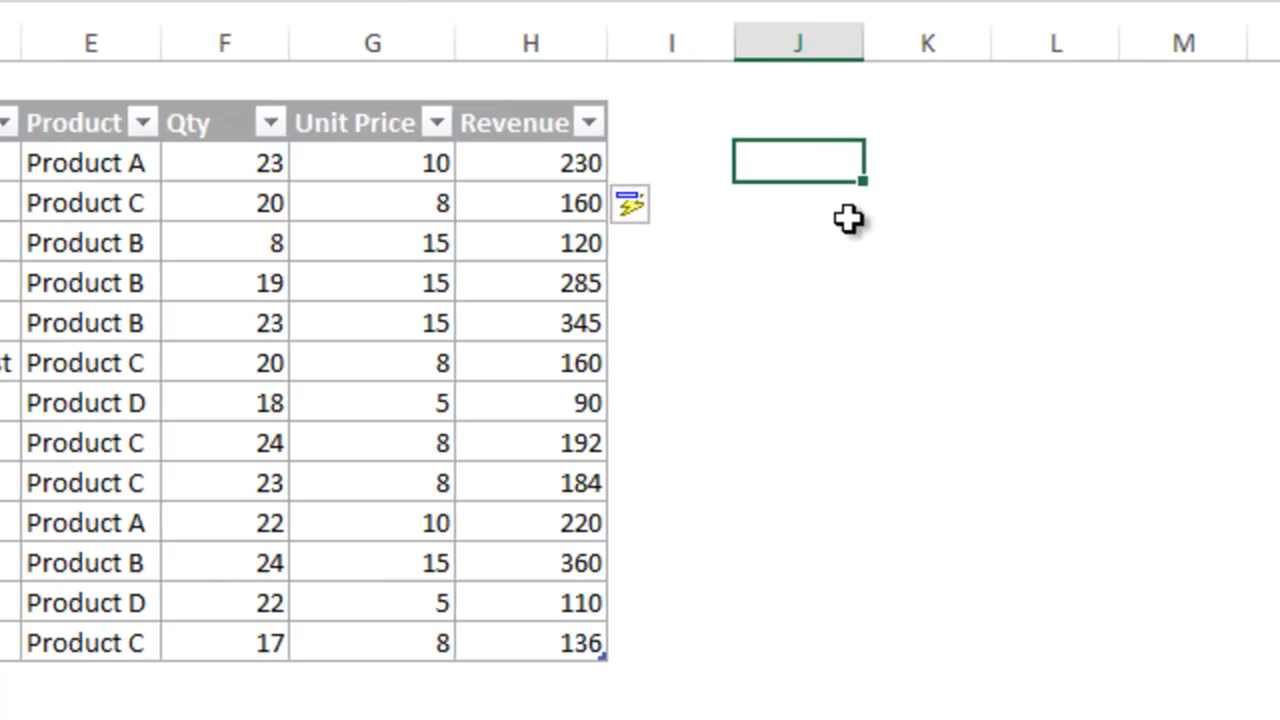 E F G H I J K L M
Product Qty Unit Price Revenue
Product A 23 10 230
Product C 20 8 160
Product B 8 15 120
Product B 19 15 285
Product B 23 15 345
st Product C 20 8 160
Product D 18 5 90
Product C 24 8 192
Product C 23 8 184
Product A 22 10 220
Product B 24 15 360
Product D 22 5 110
Product C 17 8 136